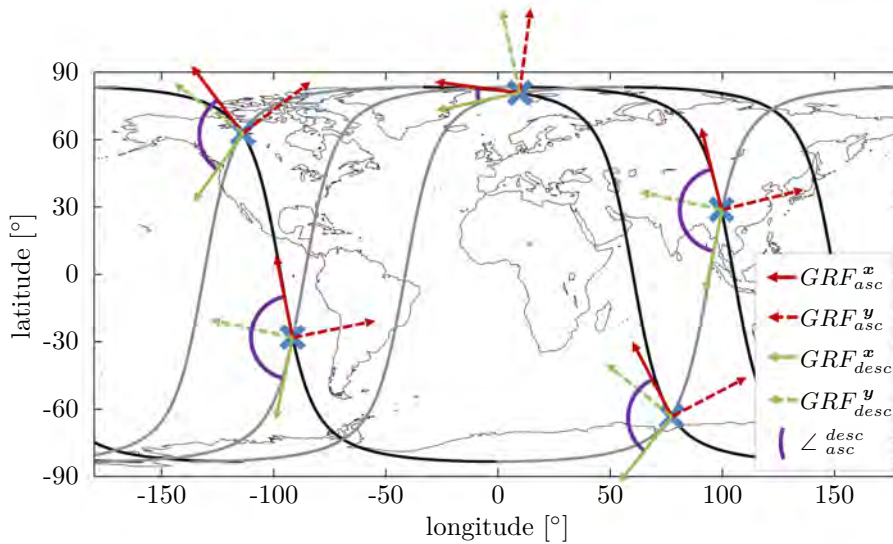 90
60
30
0
-30
-60
-90
latitude [°]
-150 -100 -50 0 50 100 150
longitude [°]
GRF^x_asc
GRF^y_asc
GRF^x_desc
GRF^y_desc
∠^desc_asc